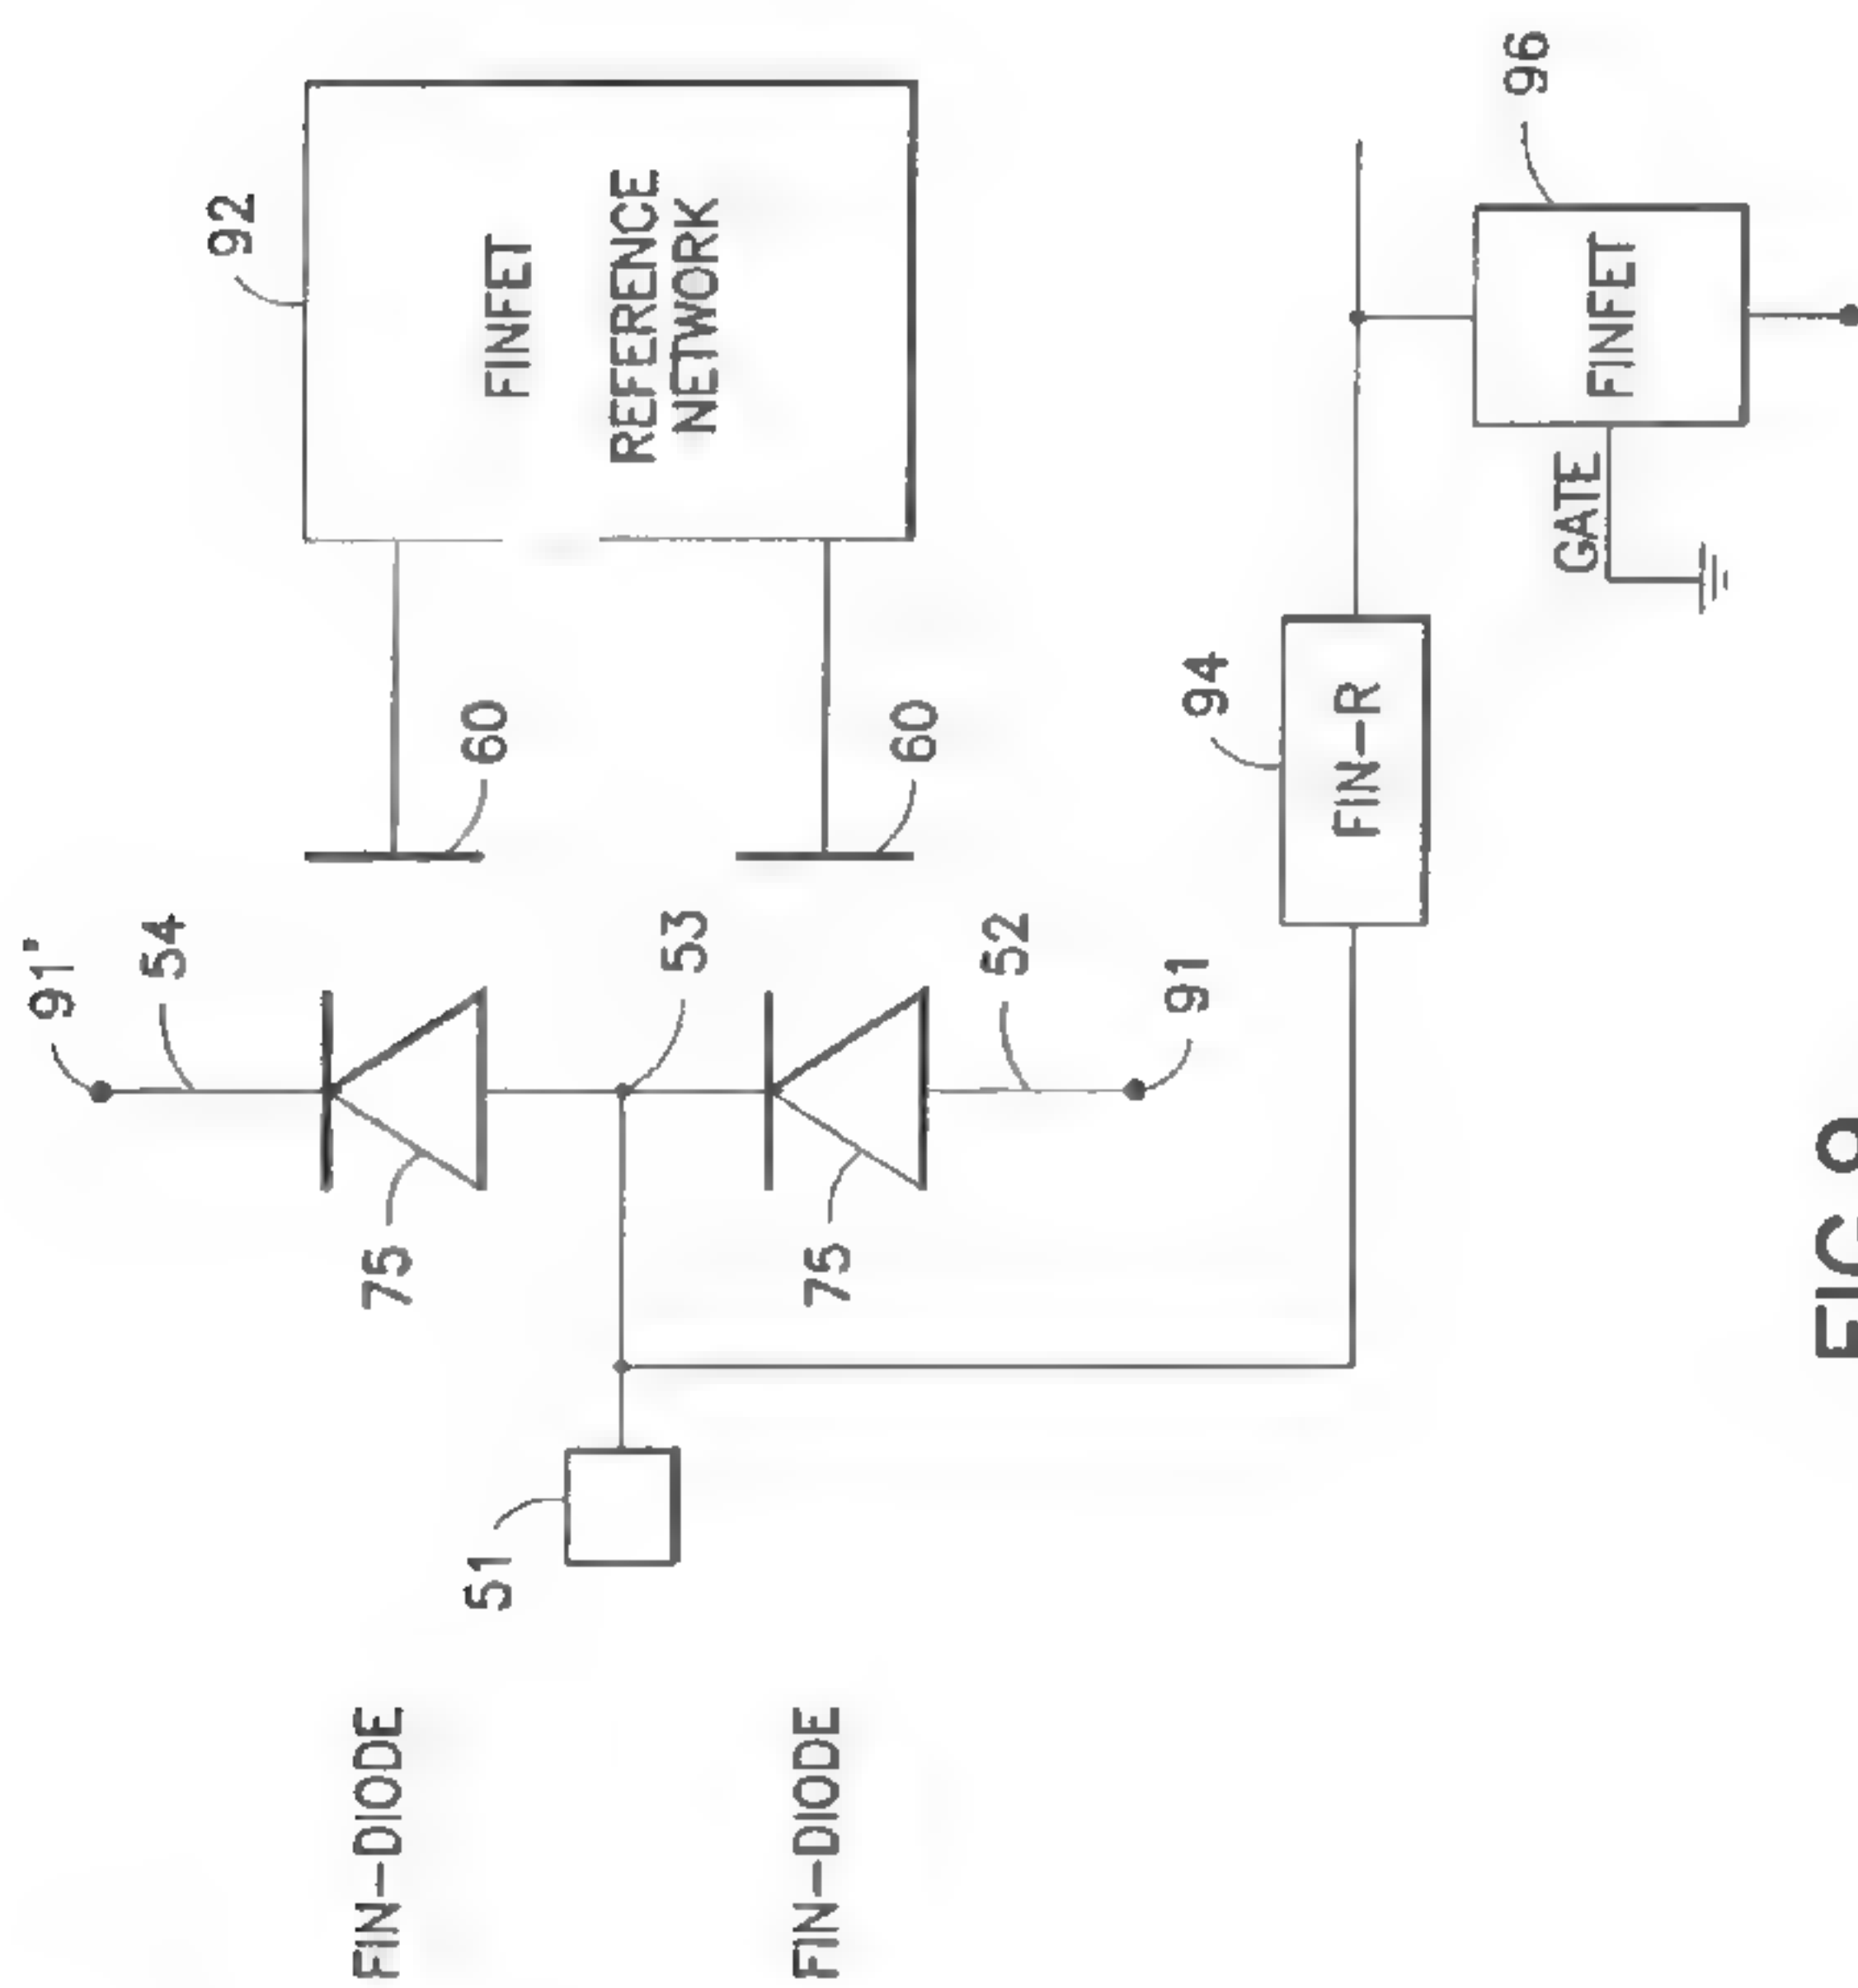 91"
54
92
FINFET
REFERENCE
NETWORK
60
75
FIN-DIODE
51
53
60
75
FIN-DIODE
52
91
94
FIN-R
96
FINFET
GATE
FIG